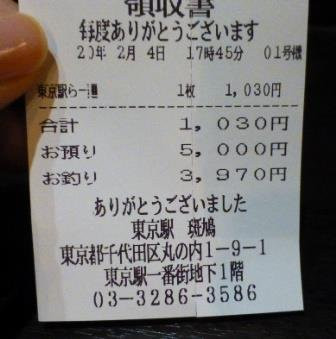 領収書
毎度ありがとうございます
20年 2月 4日 17時45分 01号機
東京駅らー 1枚 1,030円
合計 1,030円
お預り 5,000円
お釣り 3,970円
ありがとうございました
東京駅 斑鳩
東京都千代田区丸の内1-9-1
東京駅一番街地下1階
03-3286-3586